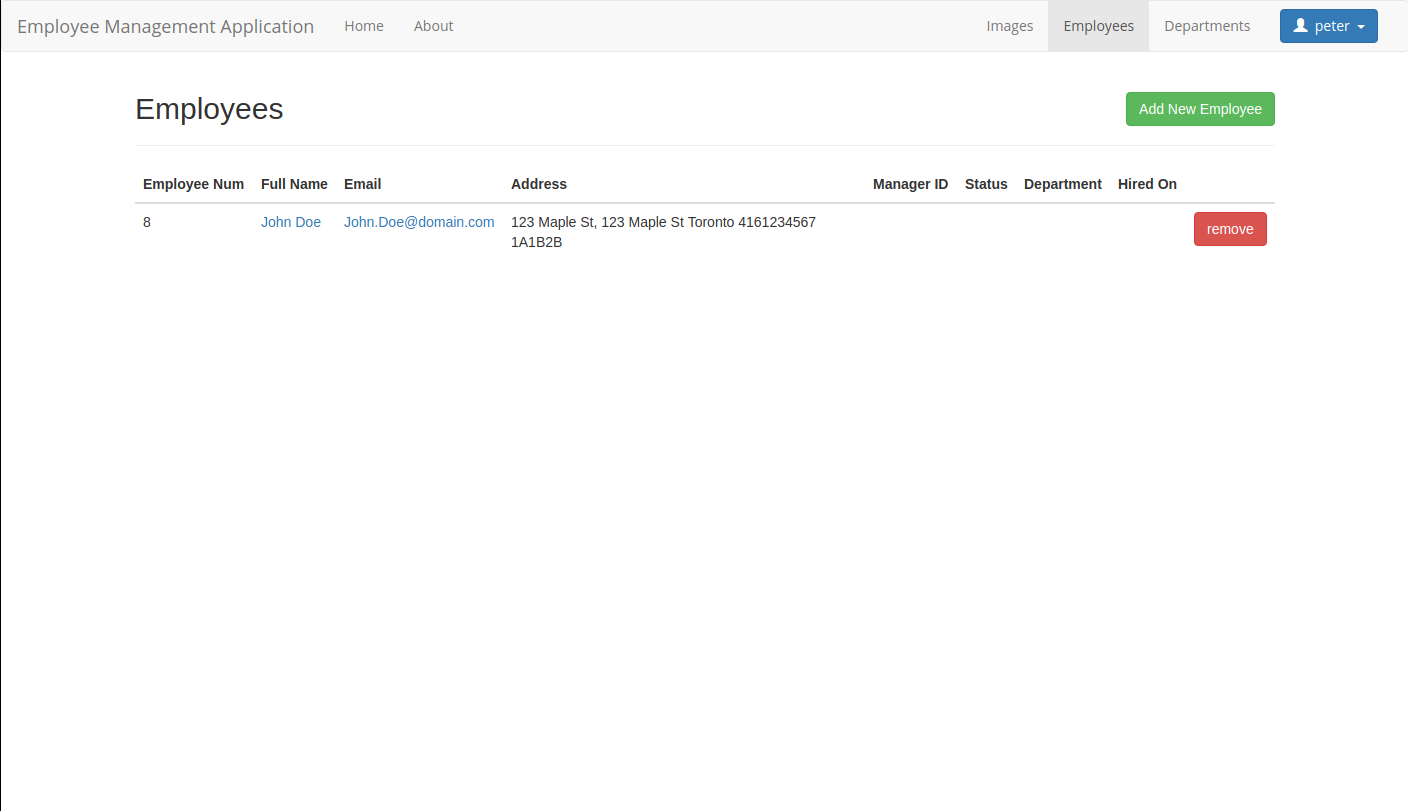 Employee Management Application Home About Images Employees Departments peter
Employees Add New Employee
Employee Num Full Name Email Address Manager ID Status Department Hired On
8 John Doe John.Doe@domain.com 123 Maple St, 123 Maple St Toronto 4161234567 remove
1A1B2B